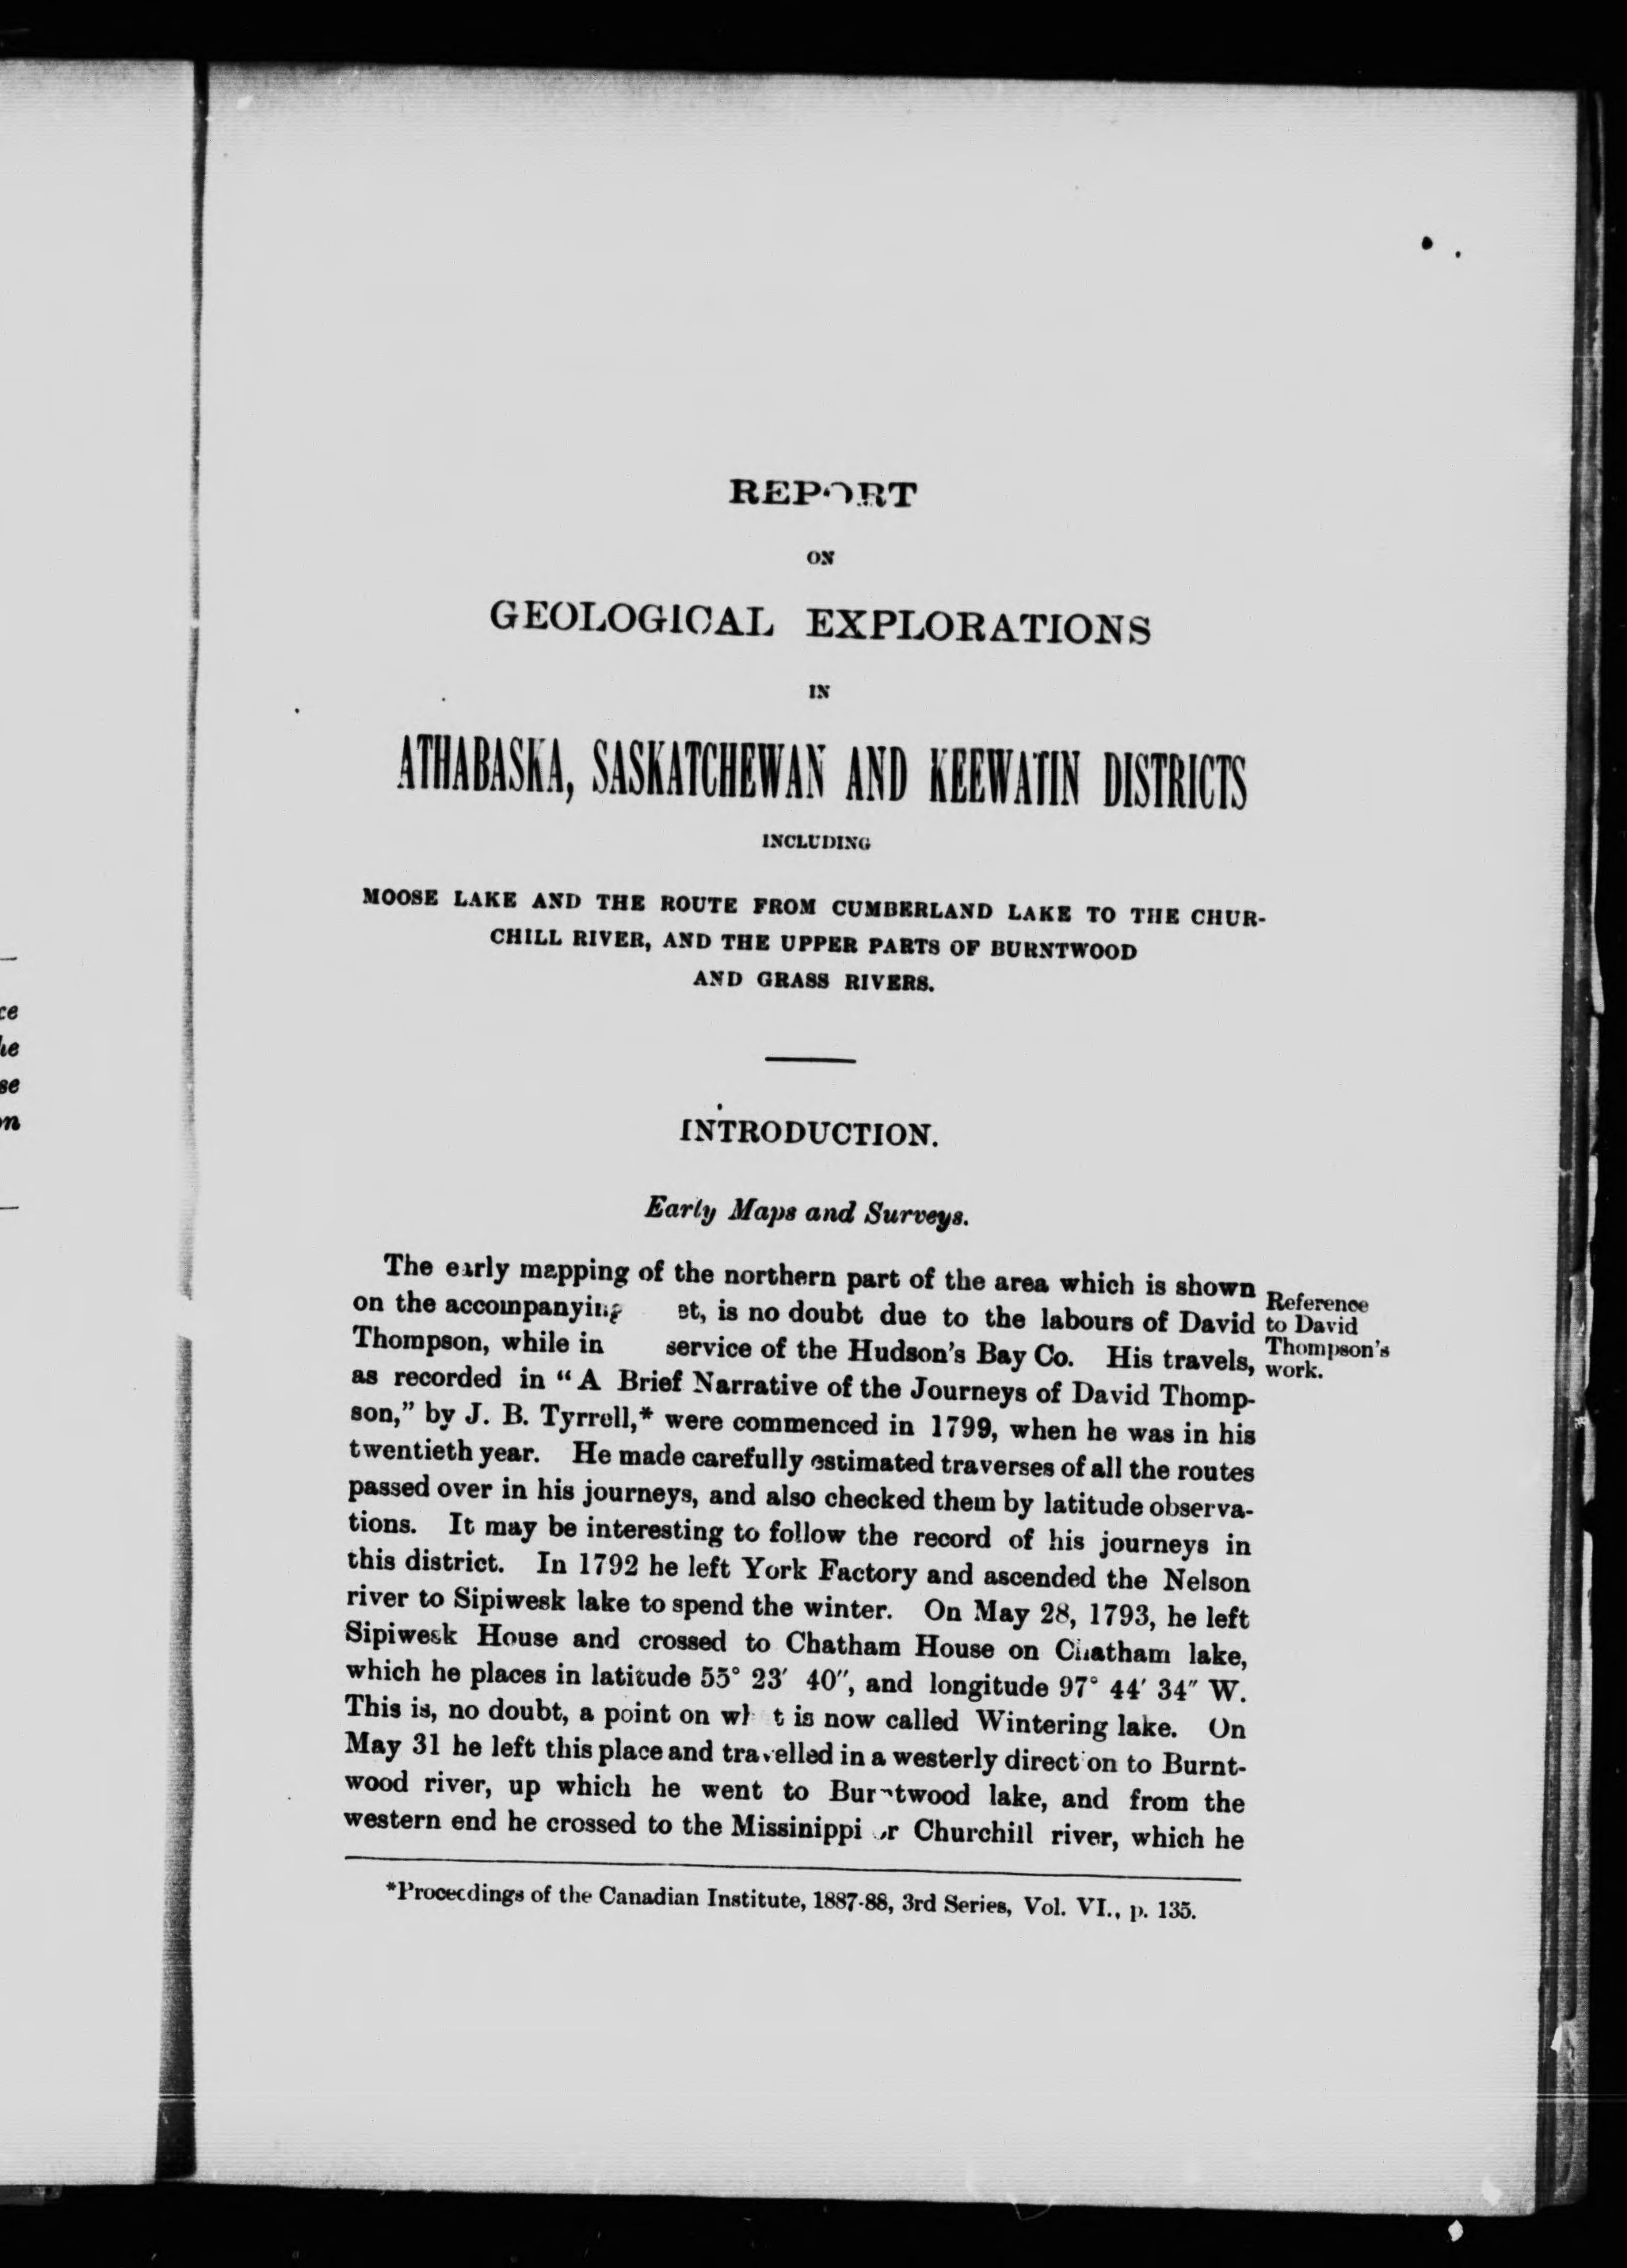 REPORT
ON
GEOLOGICAL EXPLORATIONS
IN
ATHABASKA, SASKATCHEWAN AND KEEWATIN DISTRICTS
INCLUDING
MOOSE LAKE AND THE ROUTE FROM CUMBERLAND LAKE TO THE CHUR-
CHILL RIVER, AND THE UPPER PARTS OF BURNTWOOD
AND GRASS RIVERS.
INTRODUCTION.
Early Maps and Surveys.
The early mapping of the northern part of the area which is shown
on the accompanying et, is no doubt due to the labours of David
Thompson, while in service of the Hudson's Bay Co. His travels,
as recorded in "A Brief Narrative of the Journeys of David Thomp-
son," by J. B. Tyrrell,* were commenced in 1799, when he was in his
twentieth year. He made carefully estimated traverses of all the routes
passed over in his journeys, and also checked them by latitude observa-
tions. It may be interesting to follow the record of his journeys in
this district. In 1792 he left York Factory and ascended the Nelson
river to Sipiwesk lake to spend the winter. On May 28, 1793, he left
Sipiwesk House and crossed to Chatham House on Chatham lake,
which he places in latitude 55° 23′ 40″, and longitude 97° 44′ 34″ W.
This is, no doubt, a point on what is now called Wintering lake. On
May 31 he left this place and travelled in a westerly direction to Burnt-
wood river, up which he went to Burntwood lake, and from the
western end he crossed to the Missinippi or Churchill river, which he
Reference
to David
Thompson's
work.
*Proceedings of the Canadian Institute, 1887-88, 3rd Series, Vol. VI., p. 135.
ce
he
se
on